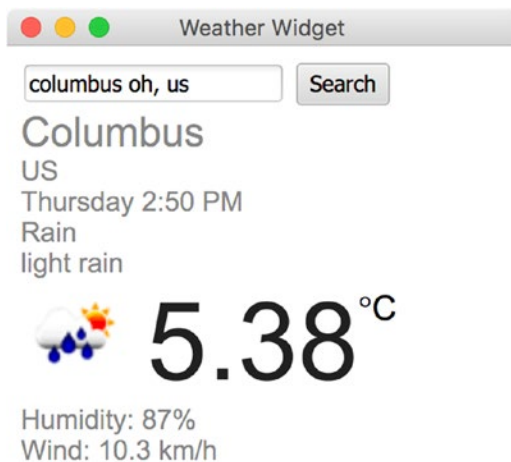 Weather Widget
columbus oh, us Search
Columbus
US
Thursday 2:50 PM
Rain
light rain
5.38 °C
Humidity: 87%
Wind: 10.3 km/h